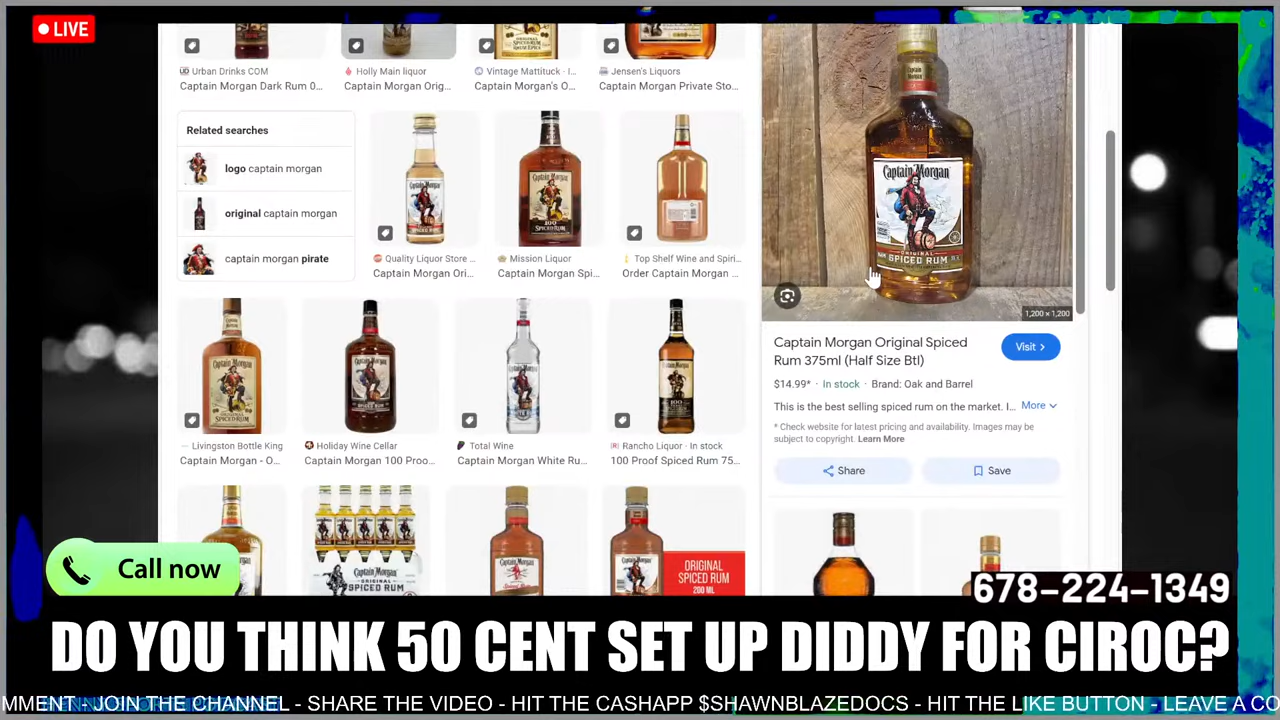 LIVE
Urban Drinks COM
Captain Morgan Dark Rum 0...
Holly Main liquor
Captain Morgan Orig...
Vintage Mattituck · I...
Captain Morgan's O...
Jensen's Liquors
Captain Morgan Private Sto...
Related searches
logo captain morgan
original captain morgan
captain morgan pirate
Quality Liquor Store ...
Captain Morgan Ori...
Mission Liquor
Captain Morgan Spi...
Top Shelf Wine and Spiri...
Order Captain Morgan ...
Captain Morgan
ORIGINAL
SPICED RUM
1,200 × 1,200
Captain Morgan Original Spiced
Rum 375ml (Half Size Btl)
Visit
$14.99* · In stock · Brand: Oak and Barrel
This is the best selling spiced rum on the market. I... More
* Check website for latest pricing and availability. Images may be
subject to copyright. Learn More
Share
Save
Livingston Bottle King
Captain Morgan - O...
Holiday Wine Cellar
Captain Morgan 100 Proo...
Total Wine
Captain Morgan White Ru...
Rancho Liquor · In stock
100 Proof Spiced Rum 75...
Captain Morgan
ORIGINAL
SPICED RUM
ORIGINAL
SPICED RUM
200 ML
Call now
678-224-1349
DO YOU THINK 50 CENT SET UP DIDDY FOR CIROC?
MMENT - JOIN THE CHANNEL - SHARE THE VIDEO - HIT THE CASHAPP $SHAWNBLAZEDOCS - HIT THE LIKE BUTTON - LEAVE A CO